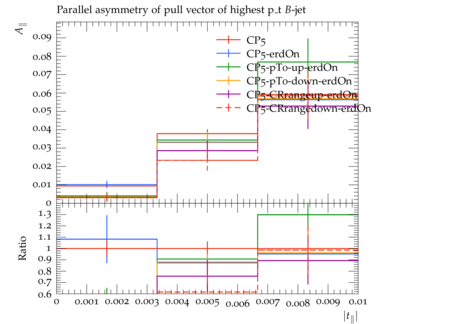 Parallel asymmetry of pull vector of highest p_t B-jet
A∥
0.09
0.08
0.07
0.06
0.05
0.04
0.03
0.02
0.01
0
CP5
CP5-erdOn
CP5-pTo-up-erdOn
CP5-pTo-down-erdOn
CP5-CRrangeup-erdOn
CP5-CRrangedown-erdOn
Ratio
1.3
1.2
1.1
1
0.9
0.8
0.7
0.6
0 0.001 0.002 0.003 0.004 0.005 0.006 0.007 0.008 0.009 0.01
|t∥|